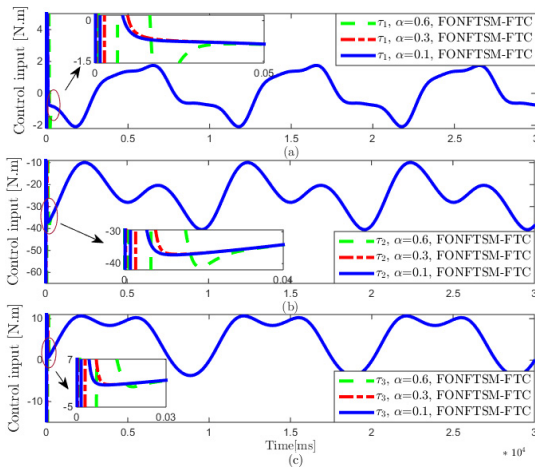 Control input [N.m]
4
2
0
-2
0
-1.5
0
0.05
τ1, α=0.6, FONFTSM-FTC
τ1, α=0.3, FONFTSM-FTC
τ1, α=0.1, FONFTSM-FTC
0 0.5 1 1.5 2 2.5 3
(a)
Control input [N.m]
-10
-20
-30
-40
-50
-60
-30
-40
0
0.04
τ2, α=0.6, FONFTSM-FTC
τ2, α=0.3, FONFTSM-FTC
τ2, α=0.1, FONFTSM-FTC
0 0.5 1 1.5 2 2.5 3
(b)
Control input [N.m]
10
0
-10
7
-5
0
0.03
τ3, α=0.6, FONFTSM-FTC
τ3, α=0.3, FONFTSM-FTC
τ3, α=0.1, FONFTSM-FTC
0 0.5 1 1.5 2 2.5 3
Time[ms]
* 10⁴
(c)